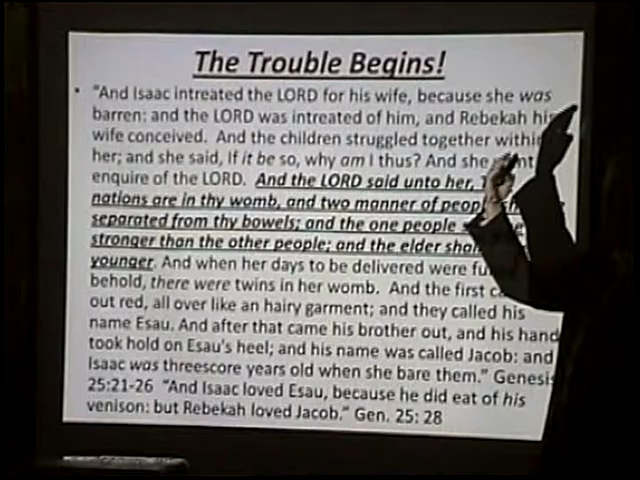 The Trouble Begins!
• "And Isaac intreated the LORD for his wife, because she was
barren: and the LORD was intreated of him, and Rebekah his
wife conceived. And the children struggled together within
her; and she said, If it be so, why am I thus? And she
enquire of the LORD. And the LORD said unto her,
nations are in thy womb, and two manner of people
separated from thy bowels; and the one people
stronger than the other people; and the elder
younger. And when her days to be delivered were
behold, there were twins in her womb. And the first
out red, all over like an hairy garment; and they called his
name Esau. And after that came his brother out, and his hand
took hold on Esau's heel; and his name was called Jacob: and
Isaac was threescore years old when she bare them." Genesis
25:21-26 "And Isaac loved Esau, because he did eat of his
venison: but Rebekah loved Jacob." Gen. 25: 28